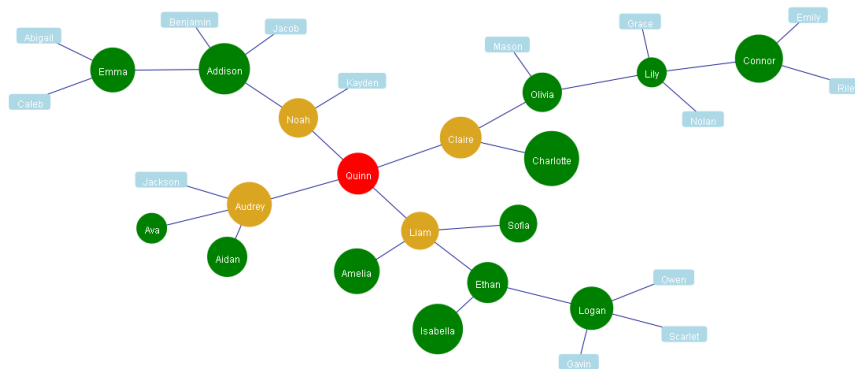 Emily
Benjamin
Grace
Jacob
Abigail
Mason
Connor
Emma
Addison
Lily
Kayden
Rile
Olivia
Caleb
Noah
Nolan
Claire
Charlotte
Quinn
Jackson
Audrey
Sofia
Ava
Liam
Aidan
Amelia
Owen
Ethan
Logan
Isabella
Scarlet
Gavin